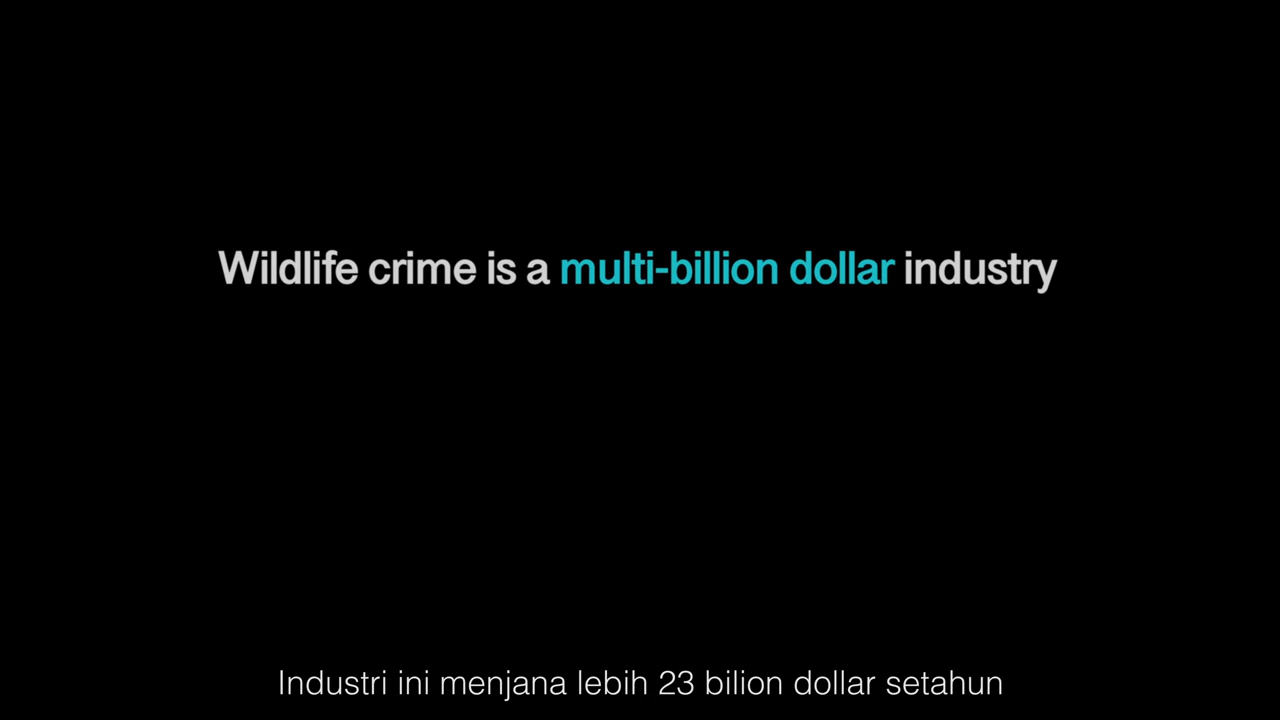 Wildlife crime is a multi-billion dollar industry
Industri ini menjana lebih 23 bilion dollar setahun